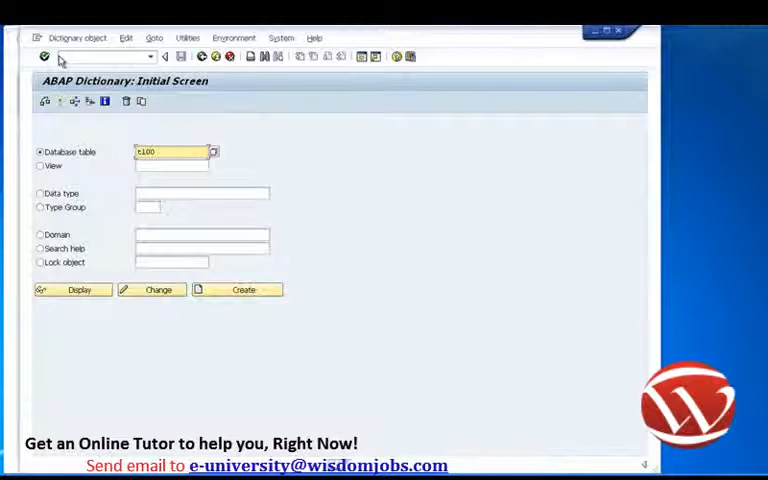 Dictionary object Edit Goto Utilities Environment System Help
ABAP Dictionary: Initial Screen
Database table t100
View
Data type
Type Group
Domain
Search help
Lock object
Display Change Create
W
Get an Online Tutor to help you, Right Now!
Send email to e-university@wisdomjobs.com